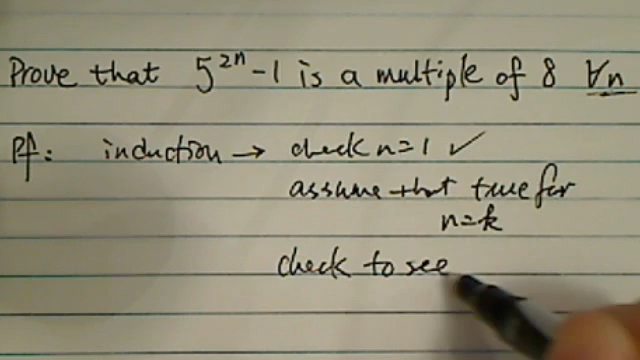 Prove that 5^{2n} - 1 is a multiple of 8 ∀n
Pf: induction → check n=1 ✓
assume that true for
n=k
check to see